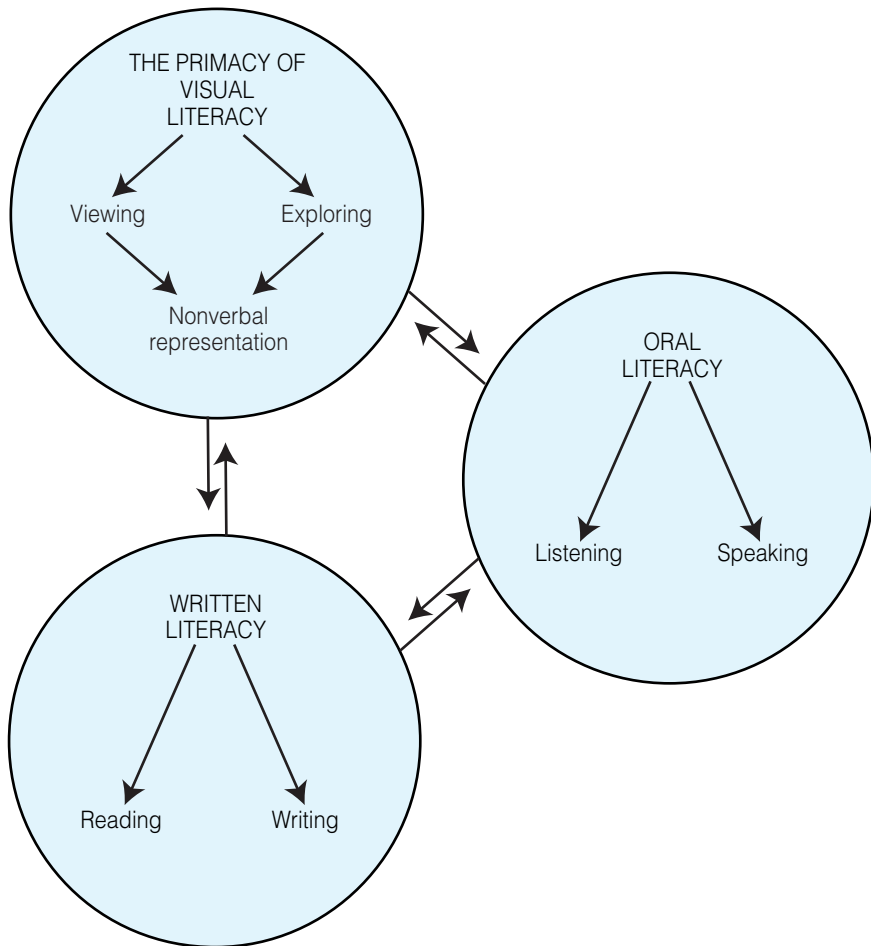 THE PRIMACY OF
VISUAL
LITERACY
Viewing
Exploring
Nonverbal
representation
ORAL
LITERACY
Listening
Speaking
WRITTEN
LITERACY
Reading
Writing